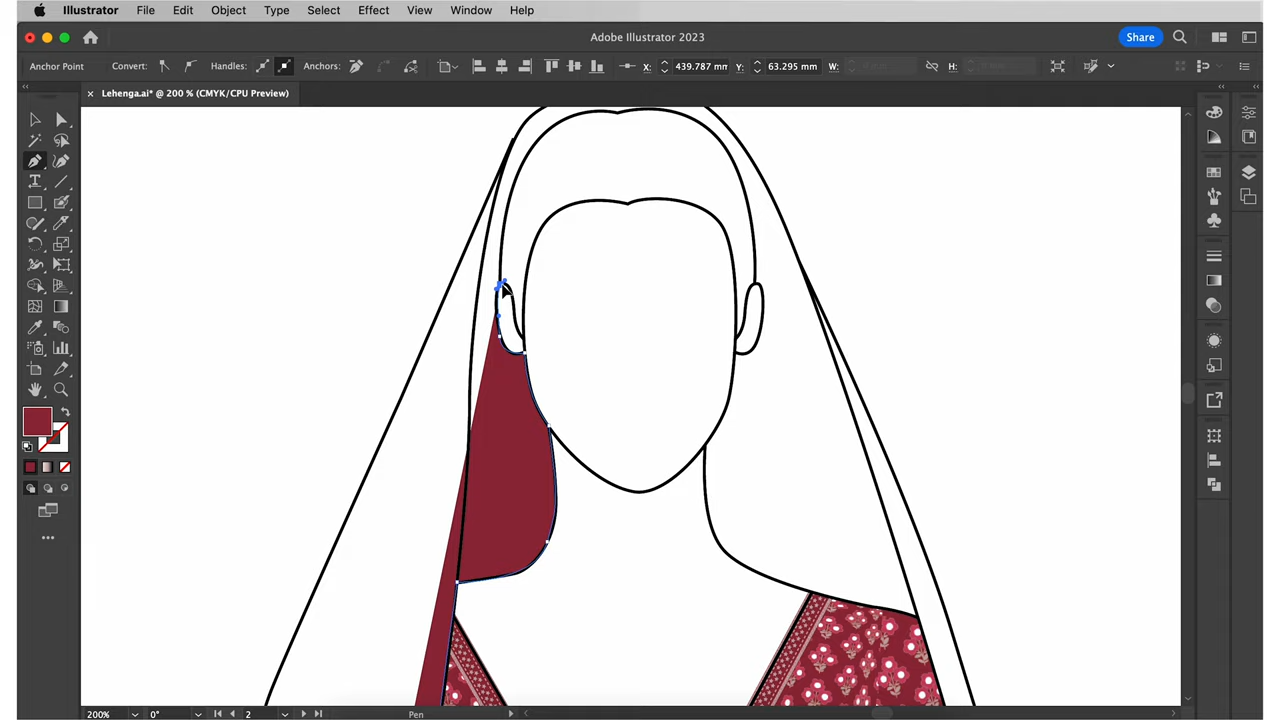 Illustrator File Edit Object Type Select Effect View Window Help
Adobe Illustrator 2023
Share
Anchor Point Convert: Handles: Anchors: X: 439.787 mm Y: 63.295 mm W: H:
× Lehenga.ai* @ 200 % (CMYK/CPU Preview)
200% 0° 2 Pen